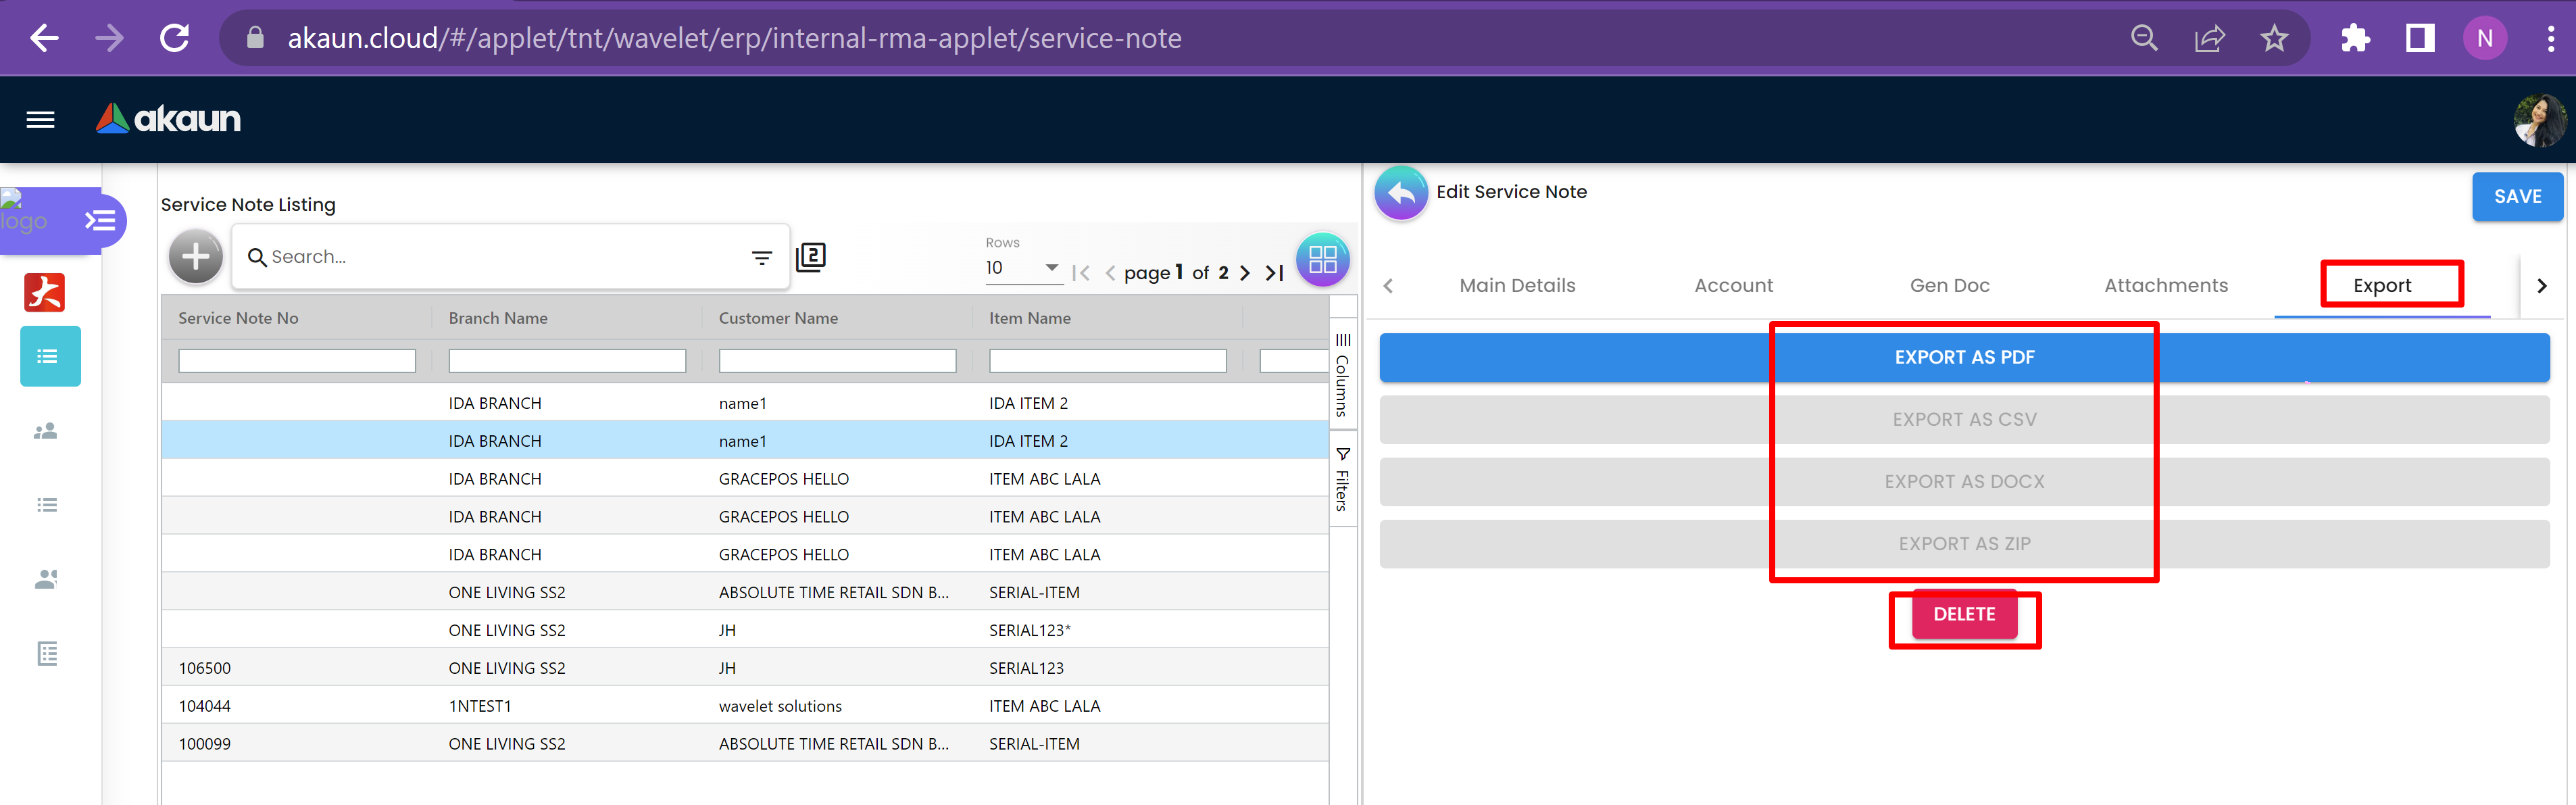 akaun.cloud/#/applet/tnt/wavelet/erp/internal-rma-applet/service-note
N
akaun
logo
Service Note Listing
Search...
2
Rows
10
page 1 of 2
Service Note No Branch Name Customer Name Item Name
IDA BRANCH name1 IDA ITEM 2
IDA BRANCH name1 IDA ITEM 2
IDA BRANCH GRACEPOS HELLO ITEM ABC LALA
IDA BRANCH GRACEPOS HELLO ITEM ABC LALA
IDA BRANCH GRACEPOS HELLO ITEM ABC LALA
ONE LIVING SS2 ABSOLUTE TIME RETAIL SDN B... SERIAL-ITEM
ONE LIVING SS2 JH SERIAL123*
106500 ONE LIVING SS2 JH SERIAL123
104044 1NTEST1 wavelet solutions ITEM ABC LALA
100099 ONE LIVING SS2 ABSOLUTE TIME RETAIL SDN B... SERIAL-ITEM
Columns
Filters
Edit Service Note
SAVE
Main Details Account Gen Doc Attachments Export
EXPORT AS PDF
EXPORT AS CSV
EXPORT AS DOCX
EXPORT AS ZIP
DELETE